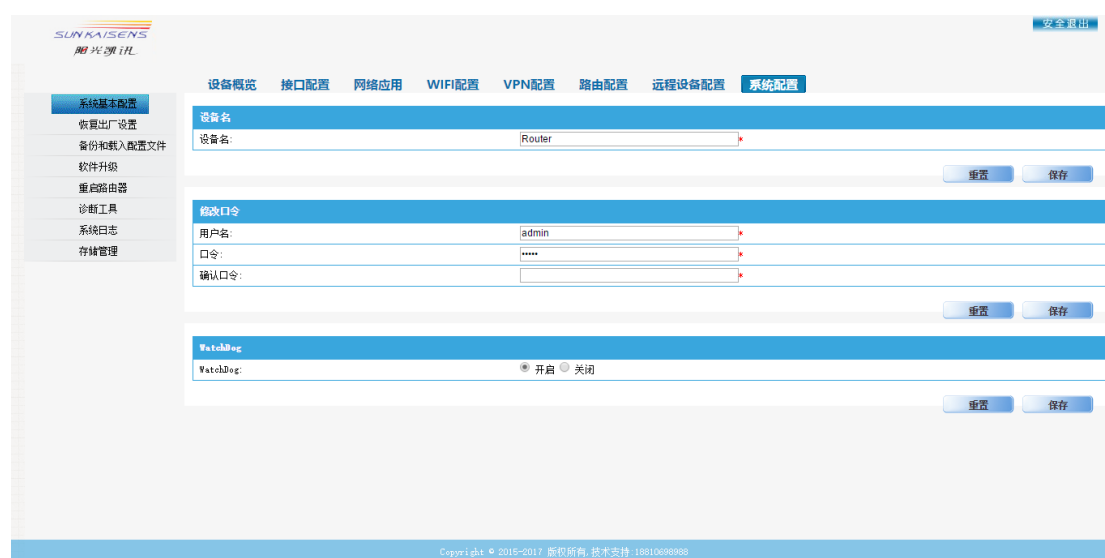 安全退出
SUN KAISENS
阳光凯讯
设备概览 接口配置 网络应用 WIFI配置 VPN配置 路由配置 远程设备配置 系统配置
系统基本配置
恢复出厂设置
备份和载入配置文件
软件升级
重启路由器
诊断工具
系统日志
存储管理
设备名
设备名: Router *
重置 保存
修改口令
用户名: admin *
口令: ••••• *
确认口令: *
重置 保存
WatchDog
WatchDog: 开启 关闭
重置 保存
Copyright © 2015-2017 版权所有,技术支持:18810698988